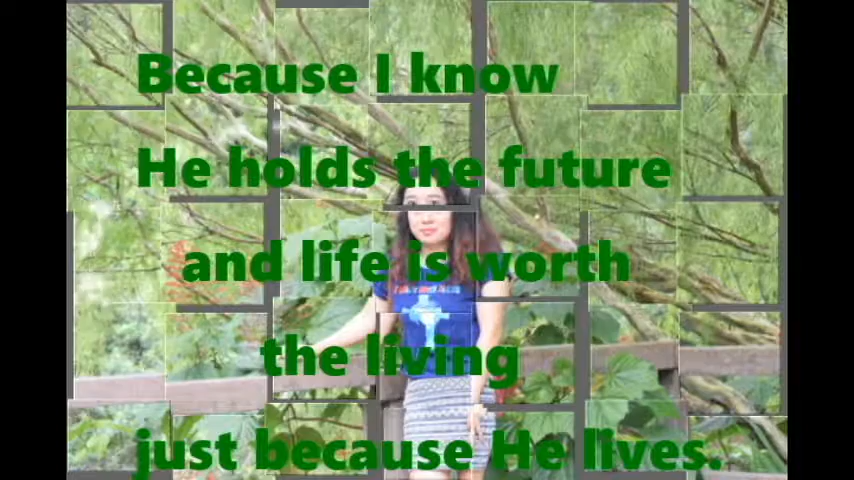 Because I know
He holds the future
and life is worth
the living
just because He lives.